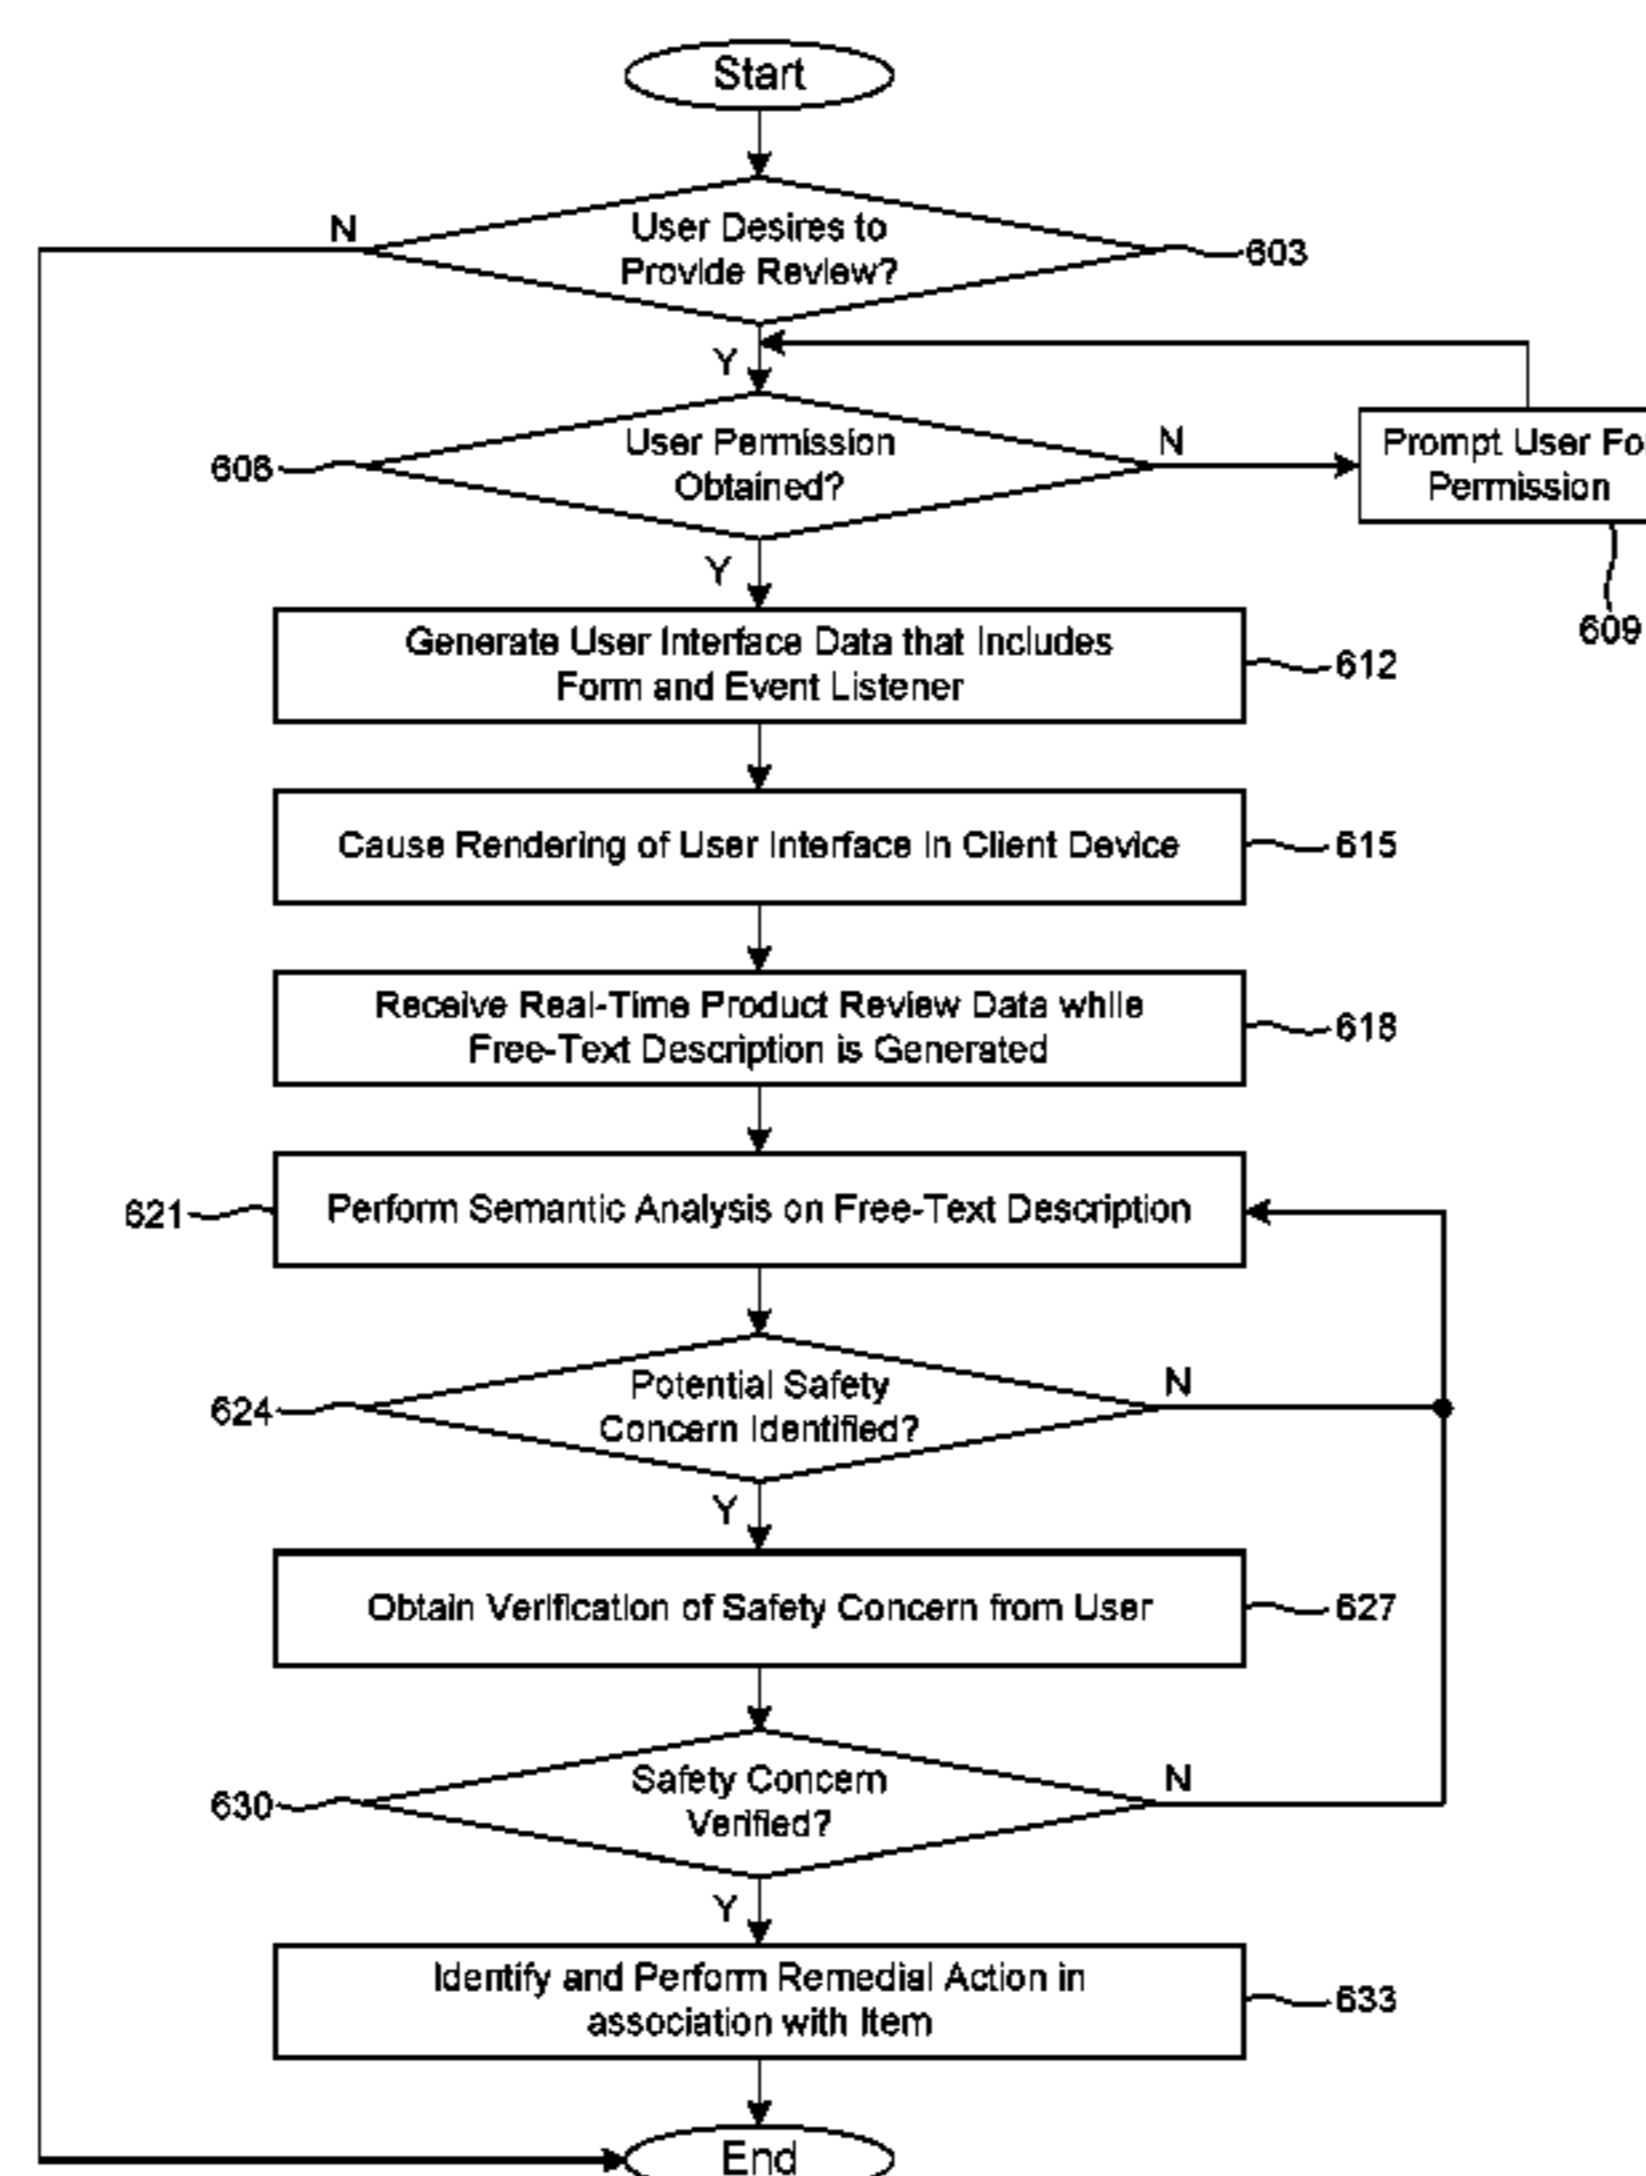 Start
N
User Desires to
Provide Review?
603
Y
606
User Permission
Obtained?
N
Prompt User For
Permission
609
Y
Generate User Interface Data that Includes
Form and Event Listener
612
Cause Rendering of User Interface in Client Device
615
Receive Real-Time Product Review Data while
Free-Text Description is Generated
618
621
Perform Semantic Analysis on Free-Text Description
624
Potential Safety
Concern Identified?
N
Y
Obtain Verification of Safety Concern from User
627
630
Safety Concern
Verified?
N
Y
Identify and Perform Remedial Action in
association with Item
633
End